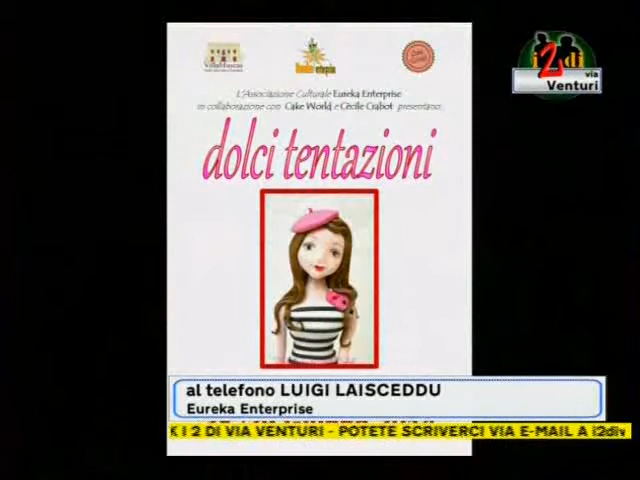 L'Associazione Culturale Eureka Enterprise
in collaborazione con Cake World e Cécile Crabot presentano:
dolci tentazioni
i2di
via
Venturi
al telefono LUIGI LAISCEDDU
Eureka Enterprise
K I 2 DI VIA VENTURI - POTETE SCRIVERCI VIA E-MAIL A i2div